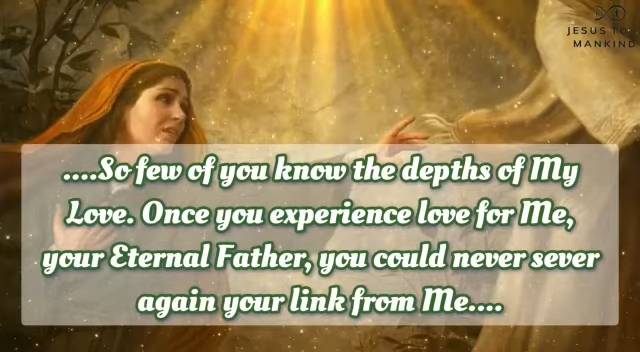 JESUS TO
MANKIND
....So few of you know the depths of My
Love. Once you experience love for Me,
your Eternal Father, you could never sever
again your link from Me....